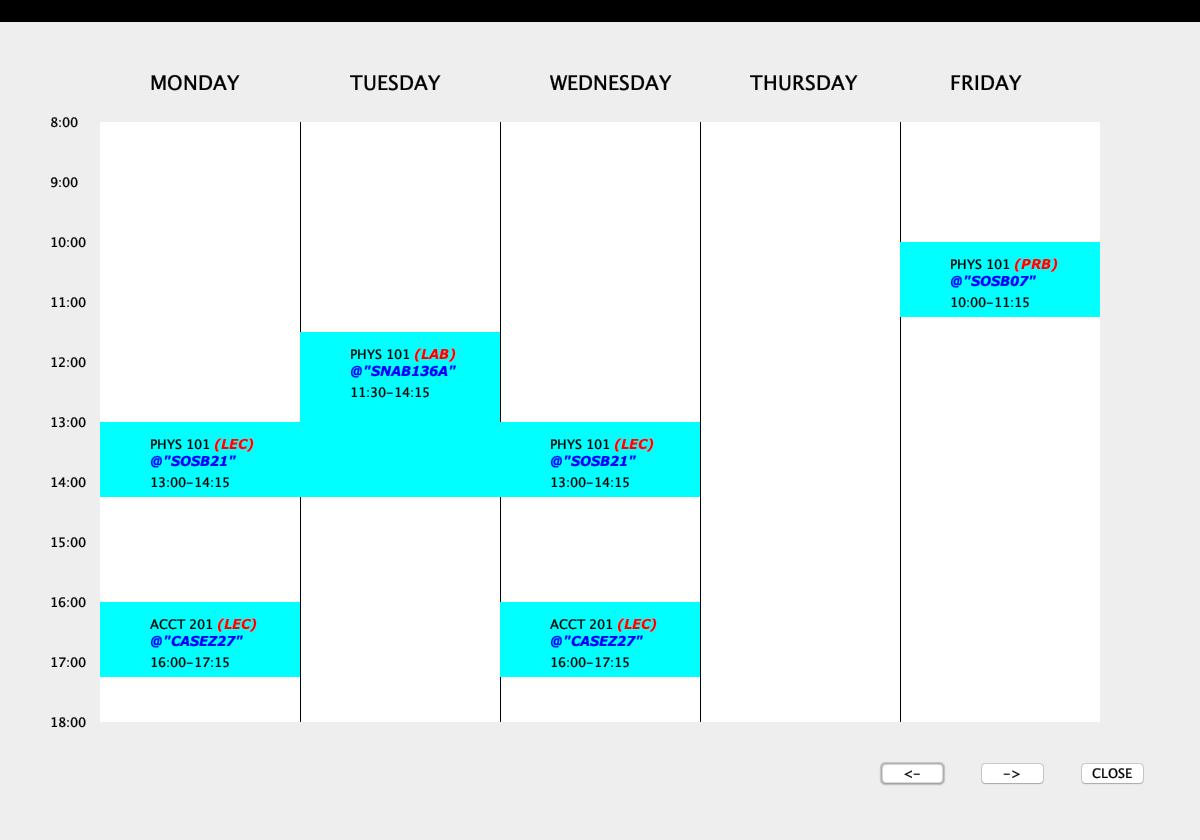 MONDAY TUESDAY WEDNESDAY THURSDAY FRIDAY
8:00
9:00
10:00
PHYS 101 (PRB)
@"SOSB07"
11:00
10:00-11:15
12:00
PHYS 101 (LAB)
@"SNAB136A"
11:30-14:15
13:00
PHYS 101 (LEC)
@"SOSB21"
13:00-14:15
PHYS 101 (LEC)
@"SOSB21"
13:00-14:15
14:00
15:00
16:00
ACCT 201 (LEC)
@"CASEZ27"
16:00-17:15
ACCT 201 (LEC)
@"CASEZ27"
16:00-17:15
17:00
18:00
<- -> CLOSE